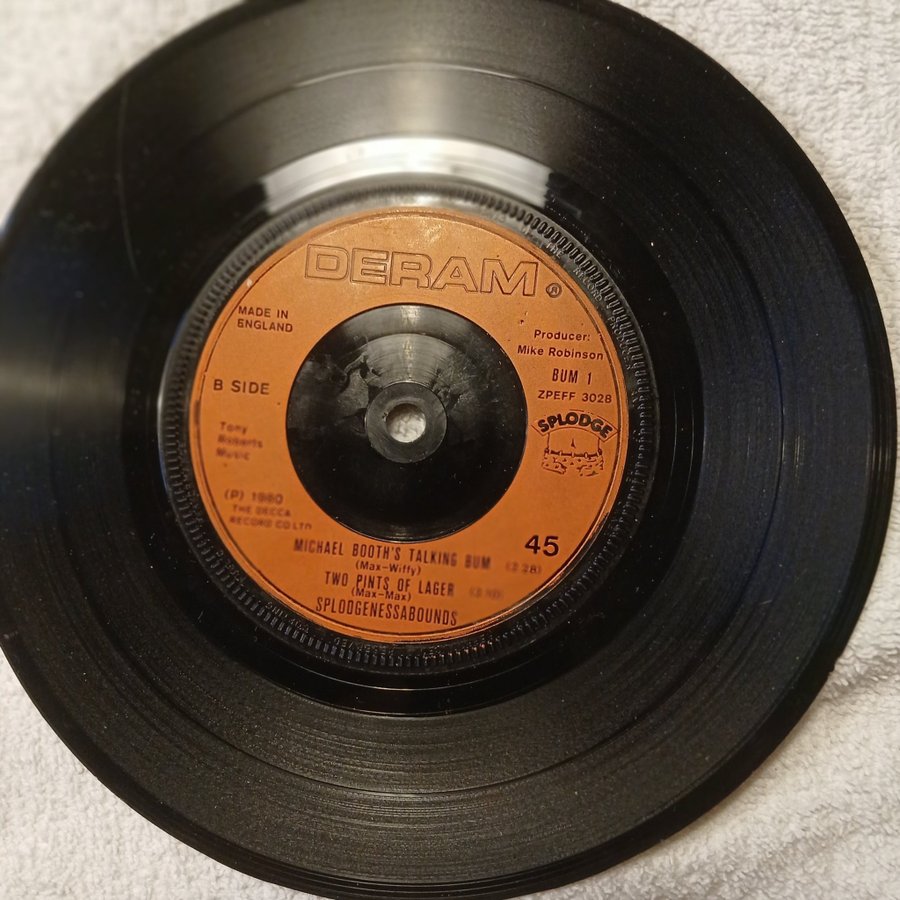 DERAM ®
MADE IN
ENGLAND
Producer:
Mike Robinson
BUM 1
ZPEFF 3028
B SIDE
SPLODGE
Tony
Roberts
Music
(P) 1980
THE DECCA
RECORD CO LTD
45
MICHAEL BOOTH'S TALKING BUM (2.28)
(Max-Wiffy)
TWO PINTS OF LAGER
(Max-Max)
SPLODGENESSABOUNDS